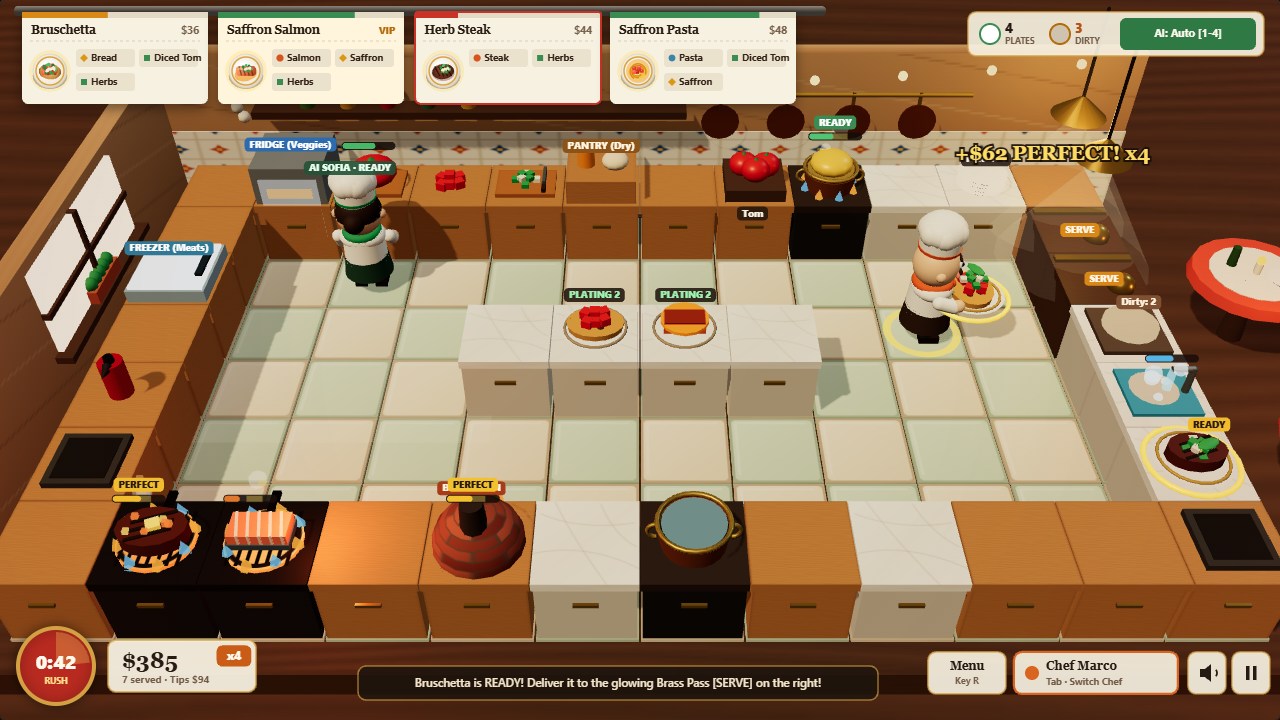 Bruschetta $36
Bread Diced Tom
Herbs
Saffron Salmon VIP
Salmon Saffron
Herbs
Herb Steak $44
Steak Herbs
Saffron Pasta $48
Pasta Diced Tom
Saffron
4 PLATES
3 DIRTY
AI: Auto [1-4]
READY
FRIDGE (Veggies)
PANTRY (Dry)
+$62 PERFECT! x4
AI SOFIA - READY
Tom
SERVE
FREEZER (Meats)
SERVE
PLATING 2
PLATING 2
Dirty: 2
READY
PERFECT
PERFECT
0:42
RUSH
$385 x4
7 served · Tips $94
Bruschetta is READY! Deliver it to the glowing Brass Pass [SERVE] on the right!
Menu
Key R
Chef Marco
Tab · Switch Chef